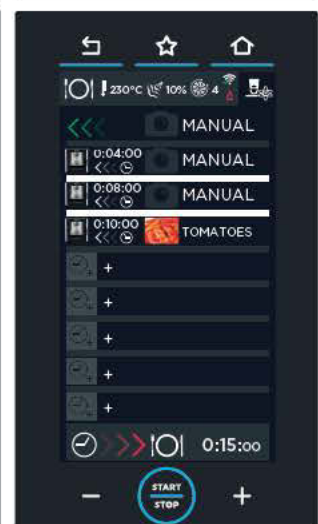 230°C 10% 4
MANUAL
0:04:00 MANUAL
0:08:00 MANUAL
0:10:00 TOMATOES
+
+
+
+
+
0:15:00
− START STOP +